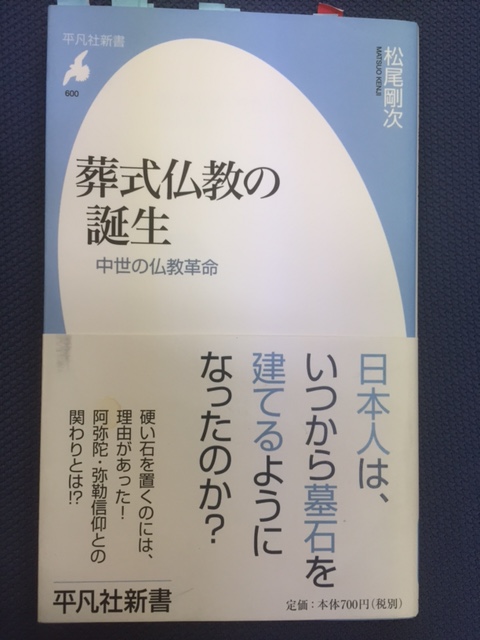 平凡社新書
600
松尾剛次
MATSUO KENJI
葬式仏教の
誕生
中世の仏教革命
日本人は、
いつから墓石を
建てるように
なったのか?
硬い石を置くのには、
理由があった!
阿弥陀・弥勒信仰との
関わりとは!?
平凡社新書
定価:本体700円(税別)